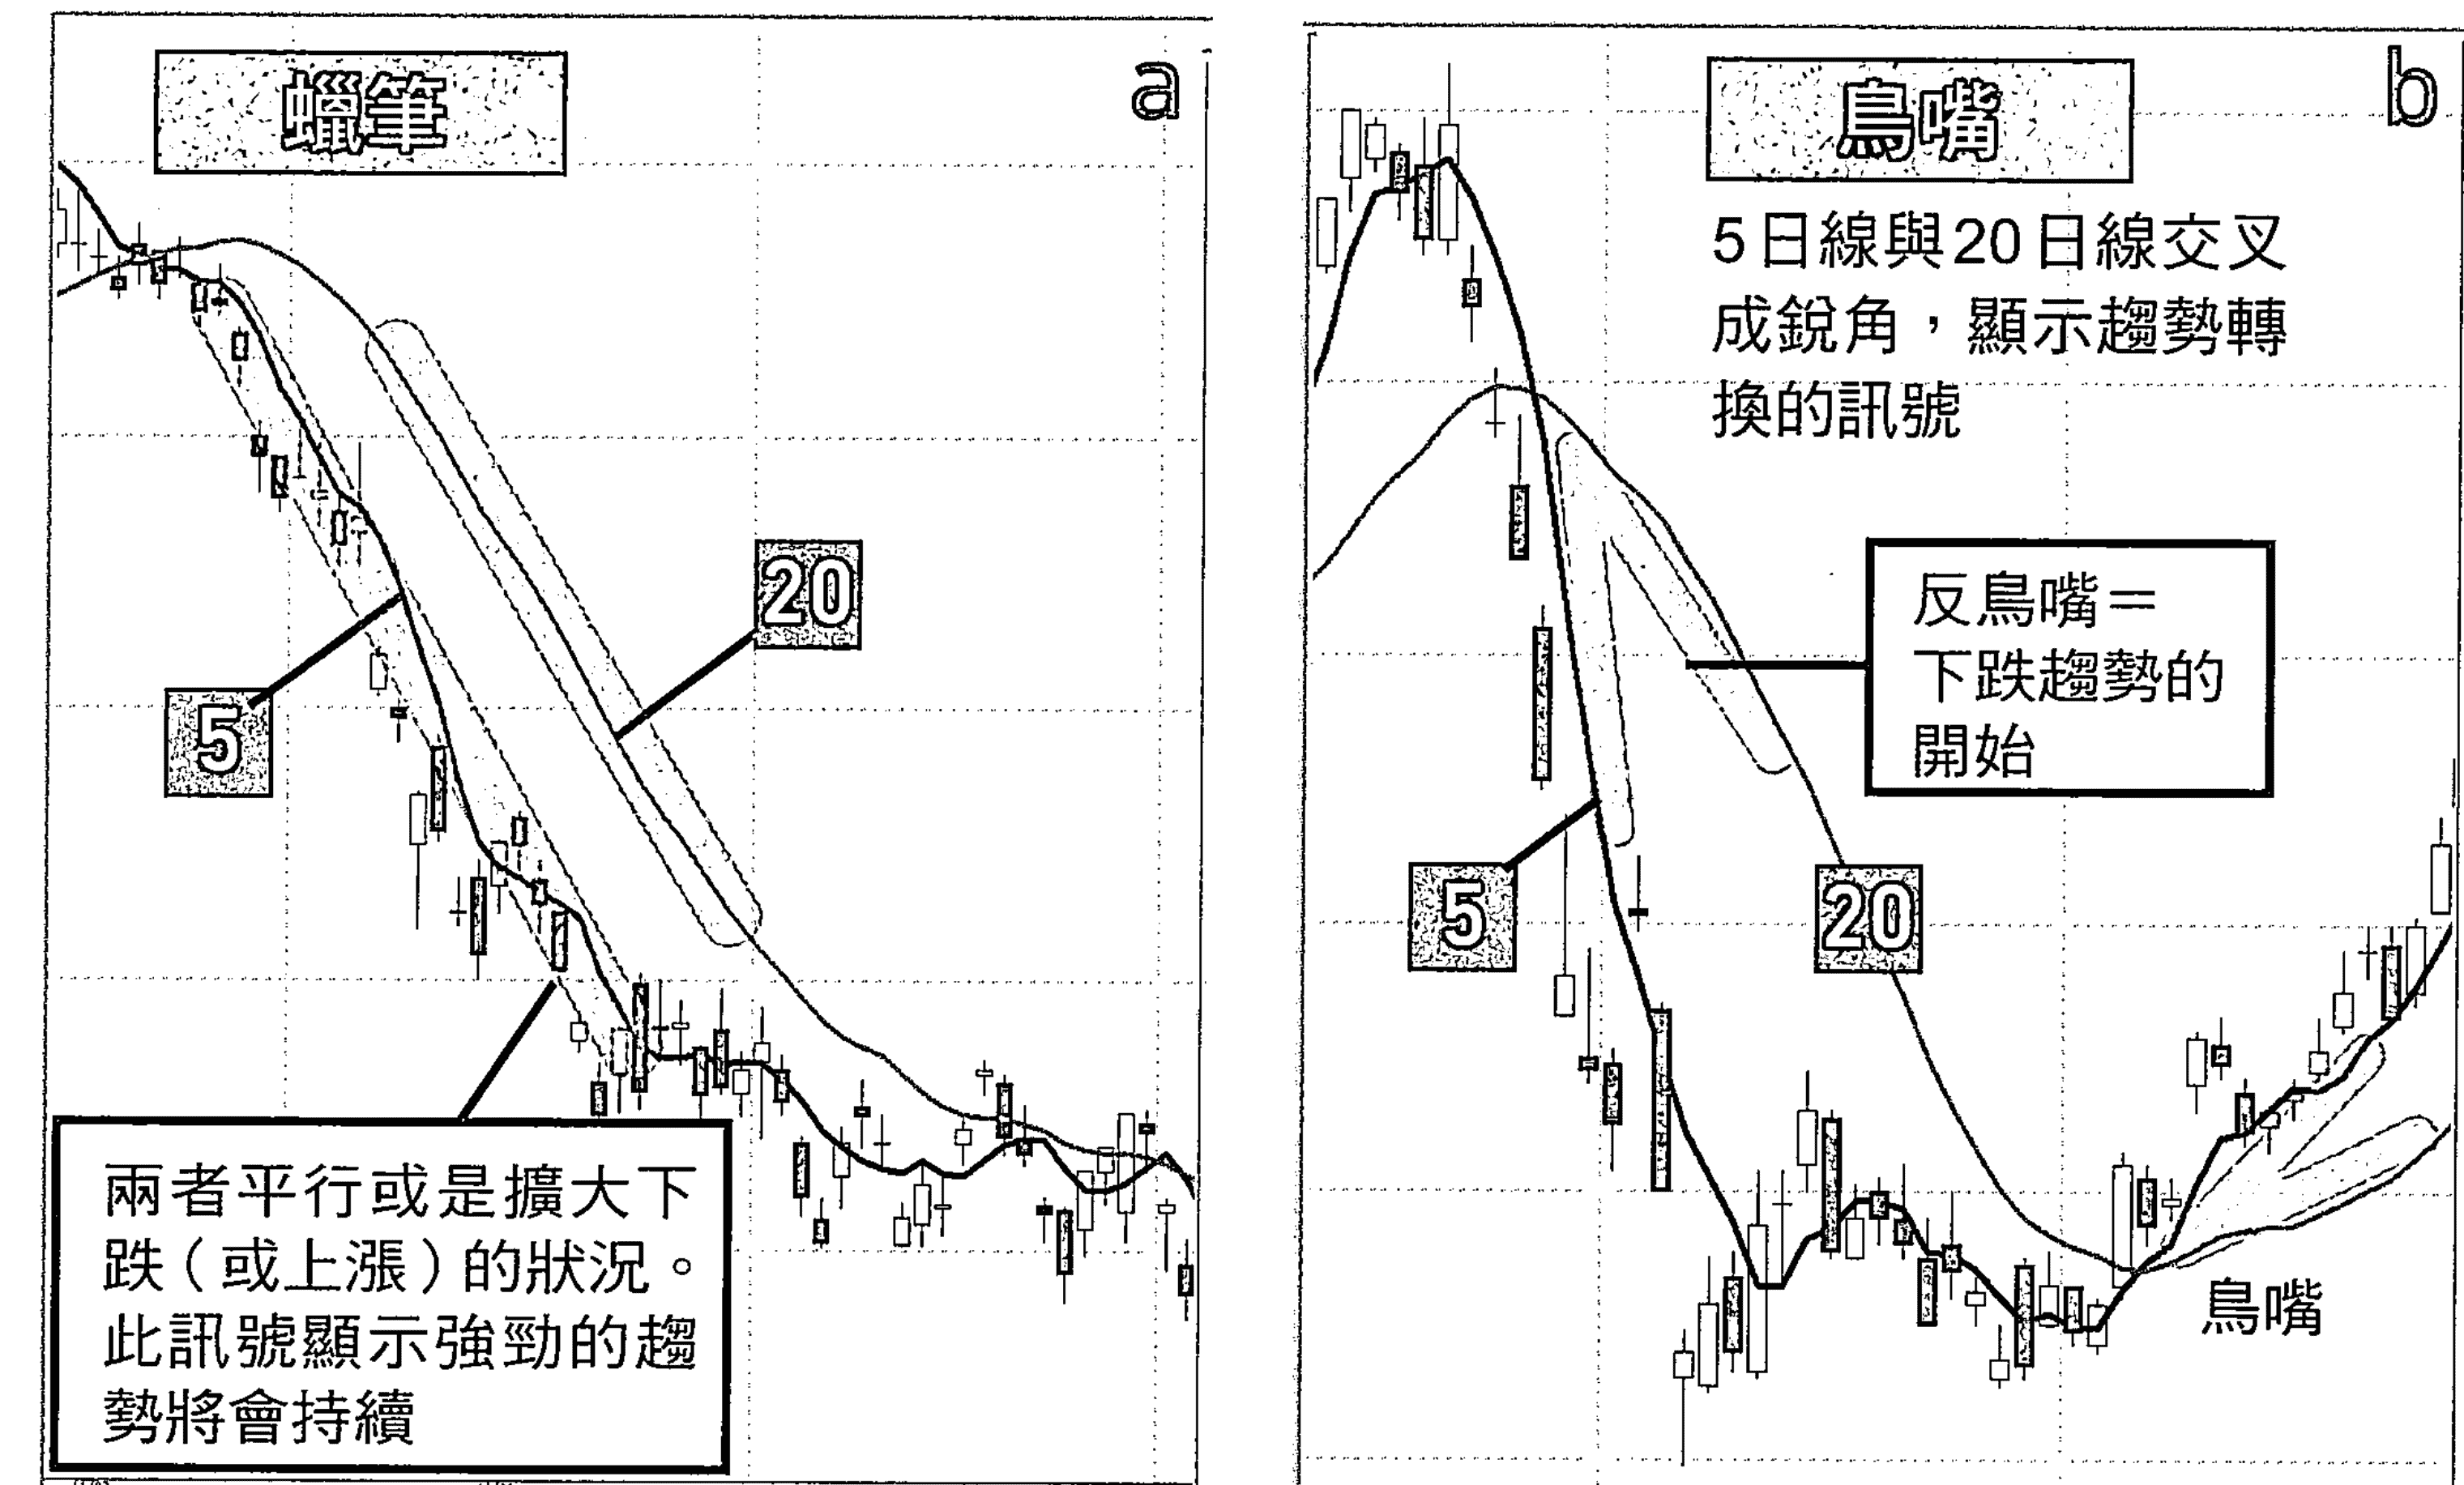 蠟筆
a
20
5
兩者平行或是擴大下
跌（或上漲）的狀況。
此訊號顯示強勁的趨
勢將會持續
鳥嘴
b
5日線與20日線交叉
成銳角，顯示趨勢轉
換的訊號
反鳥嘴＝
下跌趨勢的
開始
5
20
鳥嘴